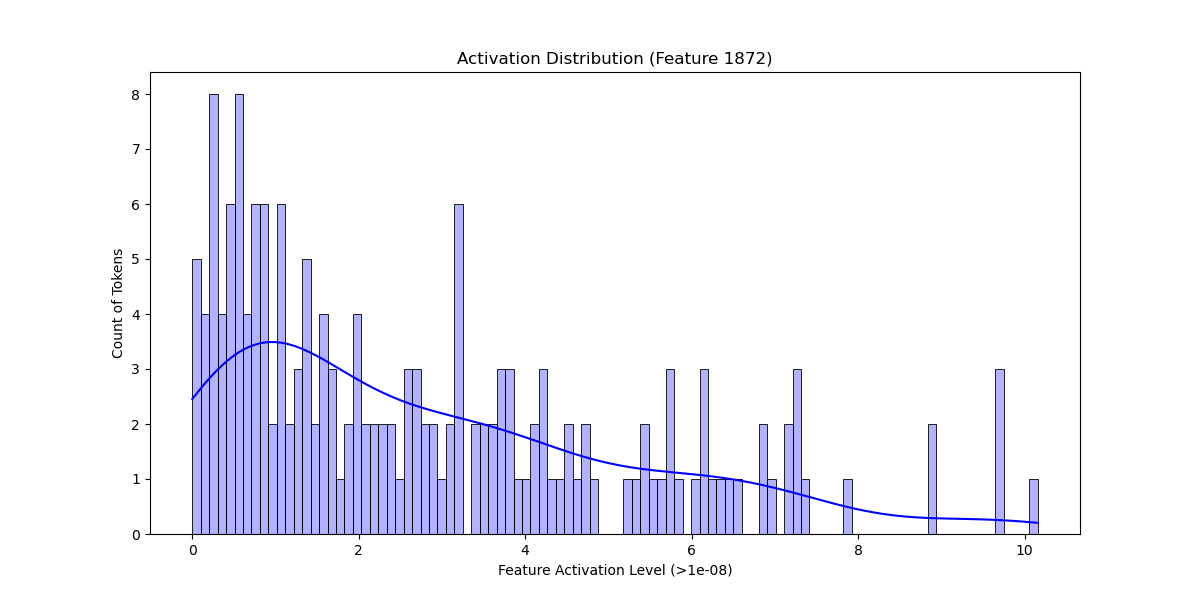 Activation Distribution (Feature 1872)
Count of Tokens
8
7
6
5
4
3
2
1
0
0 2 4 6 8 10
Feature Activation Level (>1e-08)